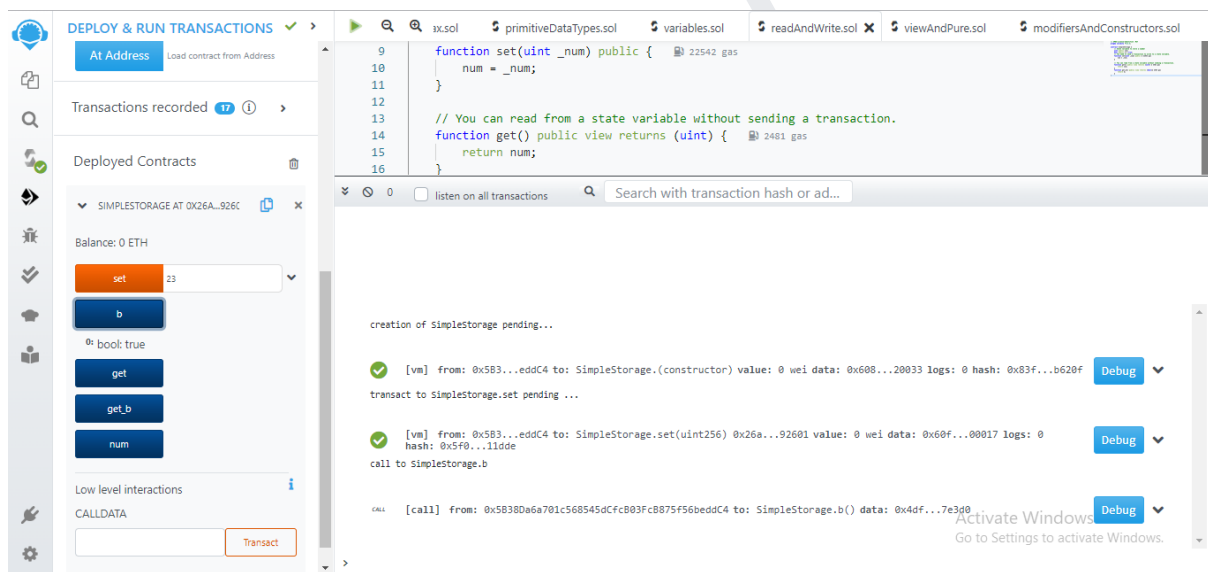 DEPLOY & RUN TRANSACTIONS
At Address
Load contract from Address
Transactions recorded 17
Deployed Contracts
SIMPLESTORAGE AT 0X26A...9260
Balance: 0 ETH
set 23
b
0: bool: true
get
get_b
num
Low level interactions
CALLDATA
Transact
.sol primitiveDataTypes.sol variables.sol readAndWrite.sol viewAndPure.sol modifiersAndConstructors.sol
9 function set(uint _num) public { 22542 gas
10 num = _num;
11 }
12
13 // You can read from a state variable without sending a transaction.
14 function get() public view returns (uint) { 2481 gas
15 return num;
16 }
0 listen on all transactions Search with transaction hash or ad...
creation of SimpleStorage pending...
[vm] from: 0x5B3...eddC4 to: SimpleStorage.(constructor) value: 0 wei data: 0x608...20033 logs: 0 hash: 0x83f...b620f Debug
transact to SimpleStorage.set pending ...
[vm] from: 0x5B3...eddC4 to: SimpleStorage.set(uint256) 0x26a...92601 value: 0 wei data: 0x60f...00017 logs: 0
hash: 0x5f0...11dde
Debug
call to SimpleStorage.b
CALL [call] from: 0x5B38Da6a701c568545dCfcB03FcB875f56beddC4 to: SimpleStorage.b() data: 0x4df...7e3d0 Debug
Activate Windows
Go to Settings to activate Windows.
>